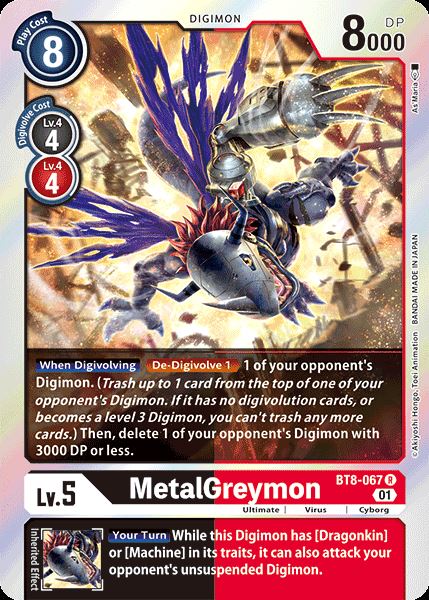 DIGIMON
Play Cost
8
DP
8000
Digivolve Cost
Lv.4
4
Lv.4
4
As'Maria
©Akiyoshi Hongo, Toei Animation BANDAI MADE IN JAPAN
When Digivolving De-Digivolve 1 1 of your opponent's
Digimon. (Trash up to 1 card from the top of one of your
opponent's Digimon. If it has no digivolution cards, or
becomes a level 3 Digimon, you can't trash any more
cards.) Then, delete 1 of your opponent's Digimon with
3000 DP or less.
BT8-067 R
Lv.5
MetalGreymon
01
Ultimate Virus Cyborg
Inherited Effect
Your Turn While this Digimon has [Dragonkin]
or [Machine] in its traits, it can also attack your
opponent's unsuspended Digimon.